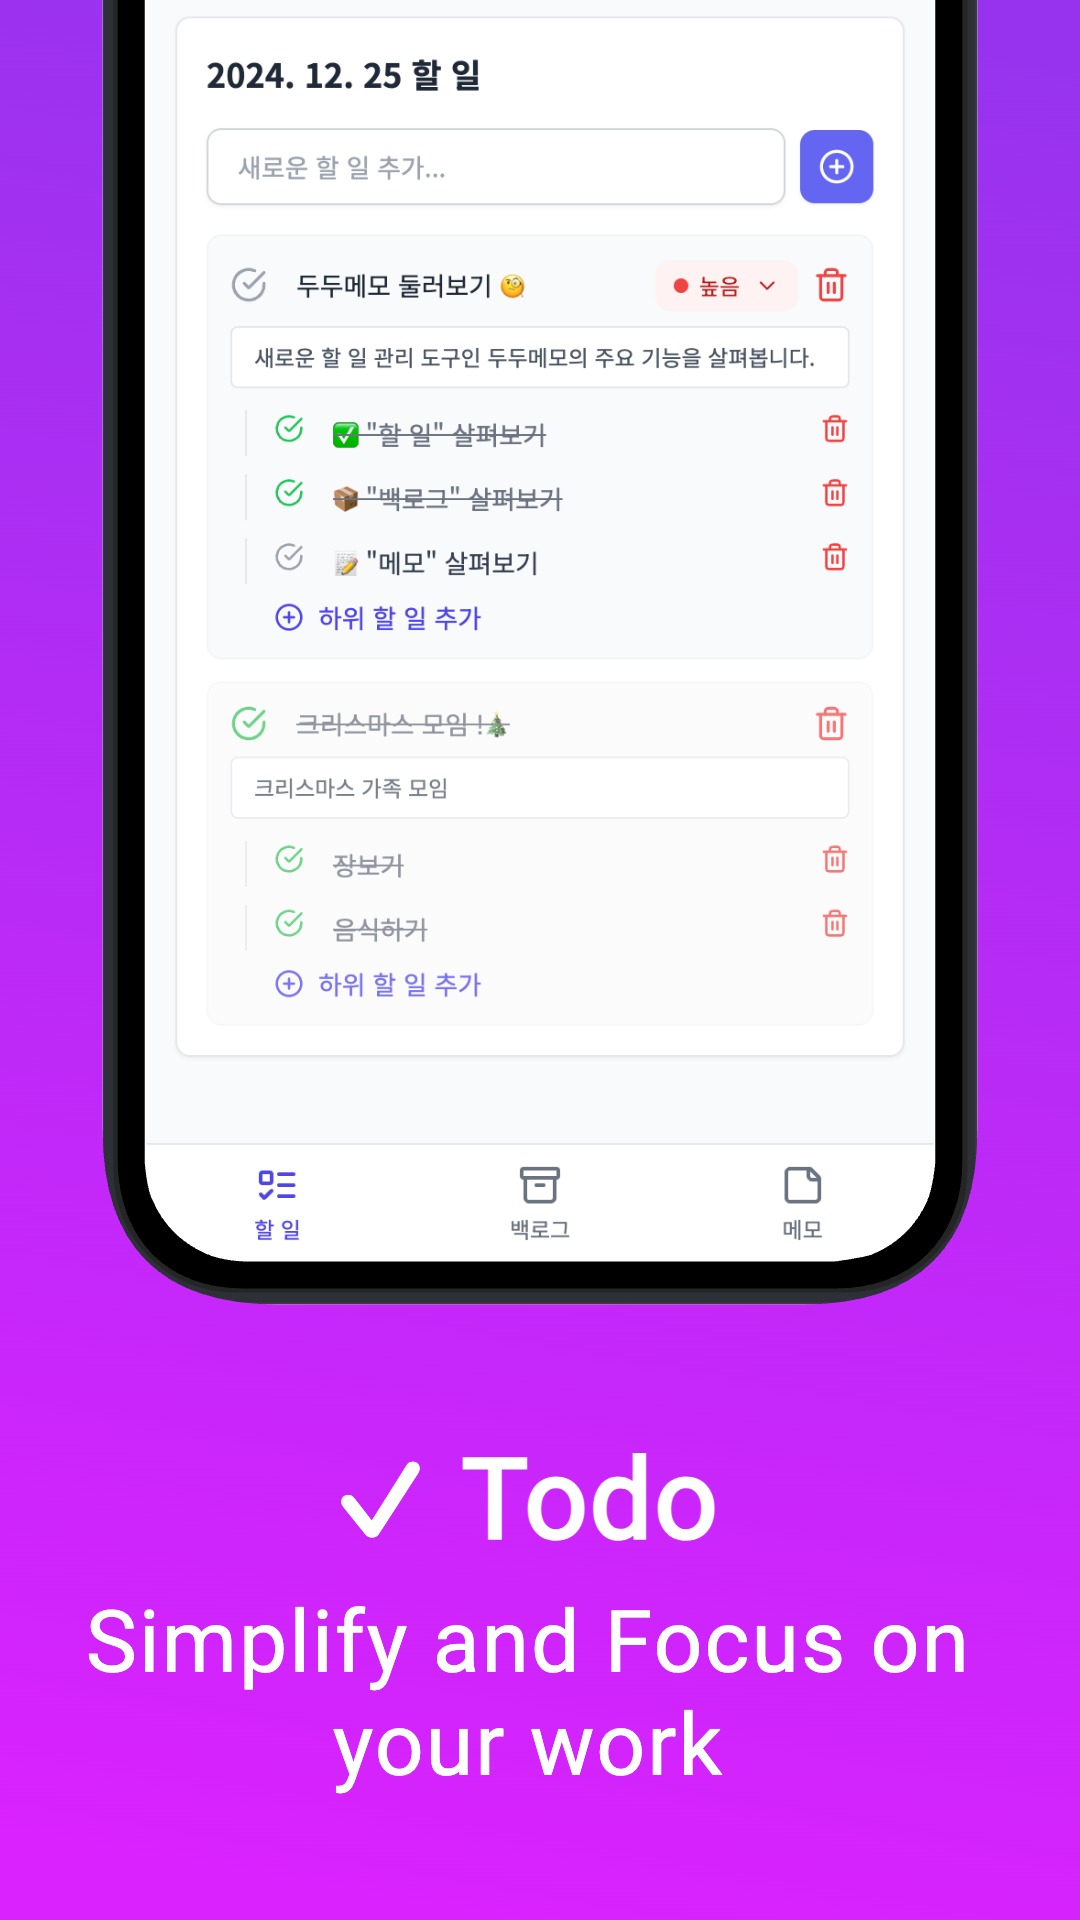 2024. 12. 25 할 일
새로운 할 일 추가...
두두메모 둘러보기 🧐
높음
새로운 할 일 관리 도구인 두두메모의 주요 기능을 살펴봅니다.
✅ "할 일" 살펴보기
📦 "백로그" 살펴보기
📝 "메모" 살펴보기
하위 할 일 추가
크리스마스 모임 !🎄
크리스마스 가족 모임
장보기
음식하기
하위 할 일 추가
할 일
백로그
메모
✓ Todo
Simplify and Focus on
your work